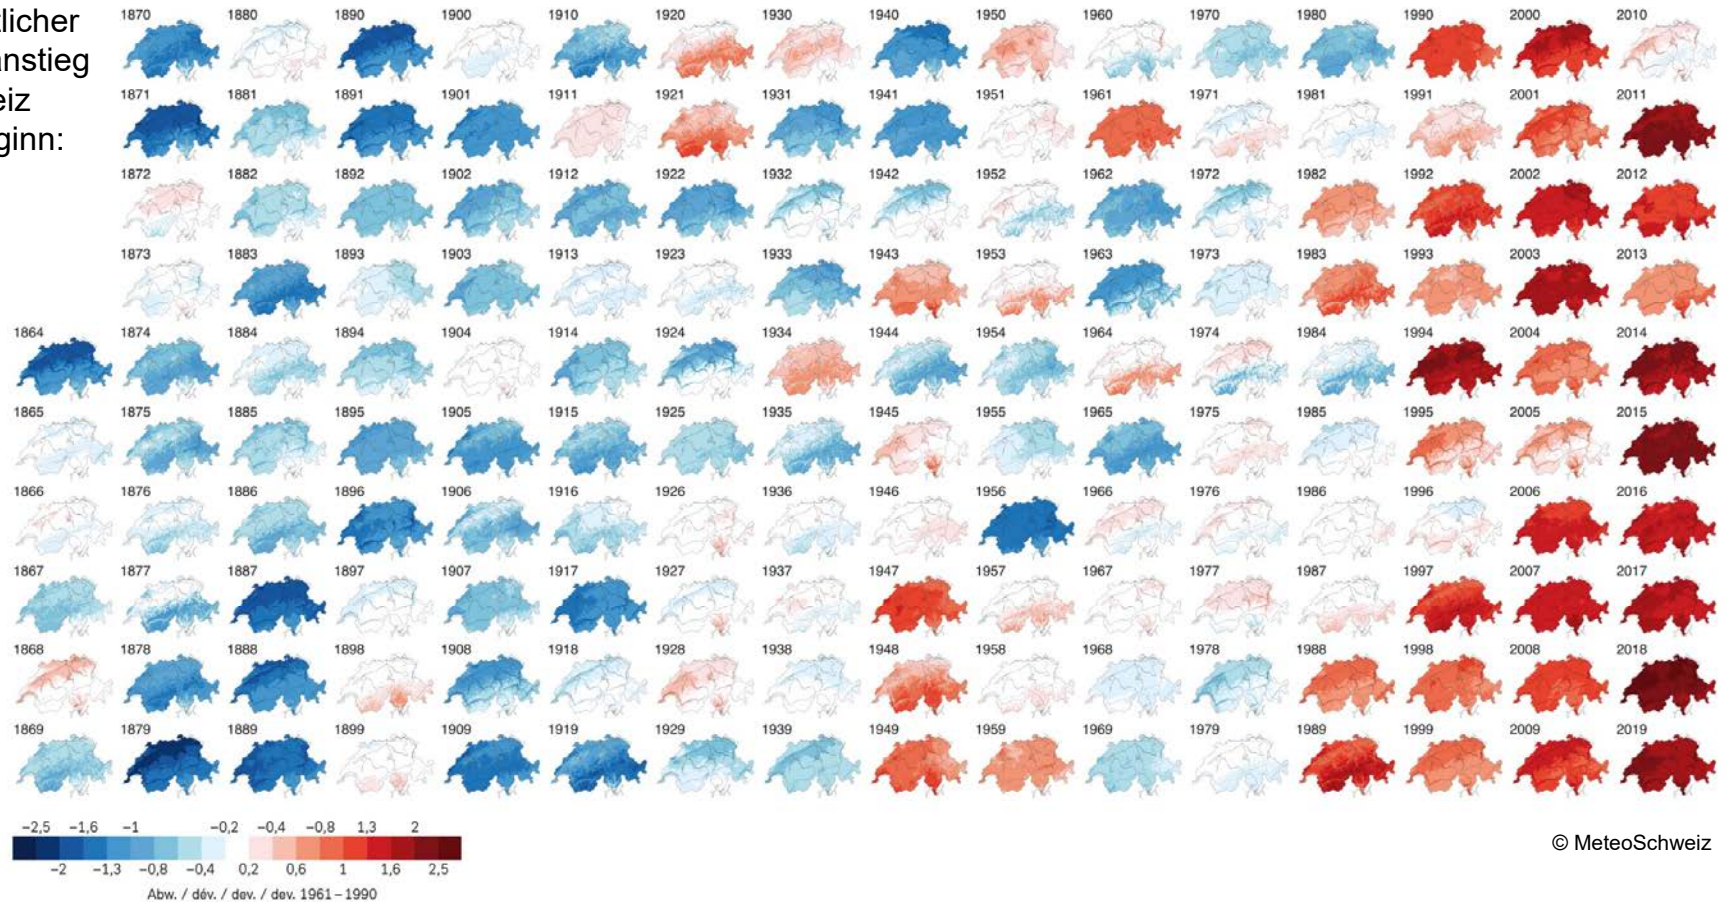 tlicher
anstieg
eiz
ginn:
1870 1880 1890 1900 1910 1920 1930 1940 1950 1960 1970 1980 1990 2000 2010
1871 1881 1891 1901 1911 1921 1931 1941 1951 1961 1971 1981 1991 2001 2011
1872 1882 1892 1902 1912 1922 1932 1942 1952 1962 1972 1982 1992 2002 2012
1873 1883 1893 1903 1913 1923 1933 1943 1953 1963 1973 1983 1993 2003 2013
1864 1874 1884 1894 1904 1914 1924 1934 1944 1954 1964 1974 1984 1994 2004 2014
1865 1875 1885 1895 1905 1915 1925 1935 1945 1955 1965 1975 1985 1995 2005 2015
1866 1876 1886 1896 1906 1916 1926 1936 1946 1956 1966 1976 1986 1996 2006 2016
1867 1877 1887 1897 1907 1917 1927 1937 1947 1957 1967 1977 1987 1997 2007 2017
1868 1878 1888 1898 1908 1918 1928 1938 1948 1958 1968 1978 1988 1998 2008 2018
1869 1879 1889 1899 1909 1919 1929 1939 1949 1959 1969 1979 1989 1999 2009 2019
−2,5 −1,6 −1 −0,2 −0,4 −0,8 1,3 2
−2 −1,3 −0,8 −0,4 0,2 0,6 1 1,6 2,5
Abw. / dév. / dev. / dev. 1961–1990
© MeteoSchweiz